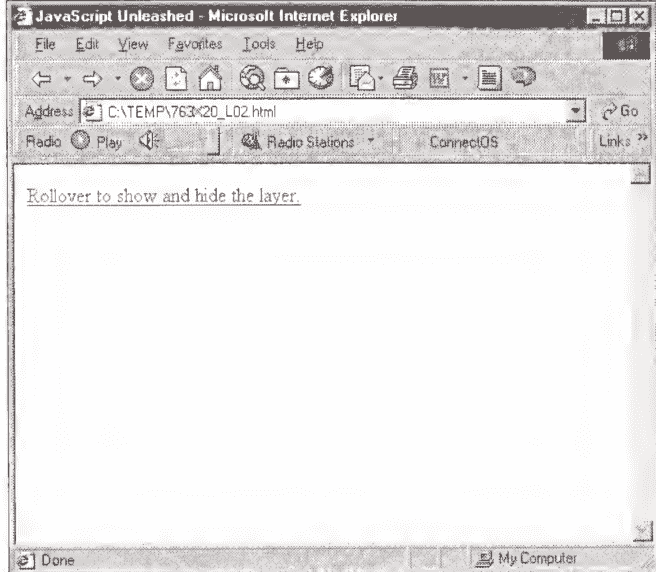 JavaScript Unleashed - Microsoft Internet Explorer
File Edit View Favorites Tools Help
Address C:\TEMP\763X20_L02.html Go
Radio Play Radio Stations ConnectOS Links »
Rollover to show and hide the layer.
Done My Computer